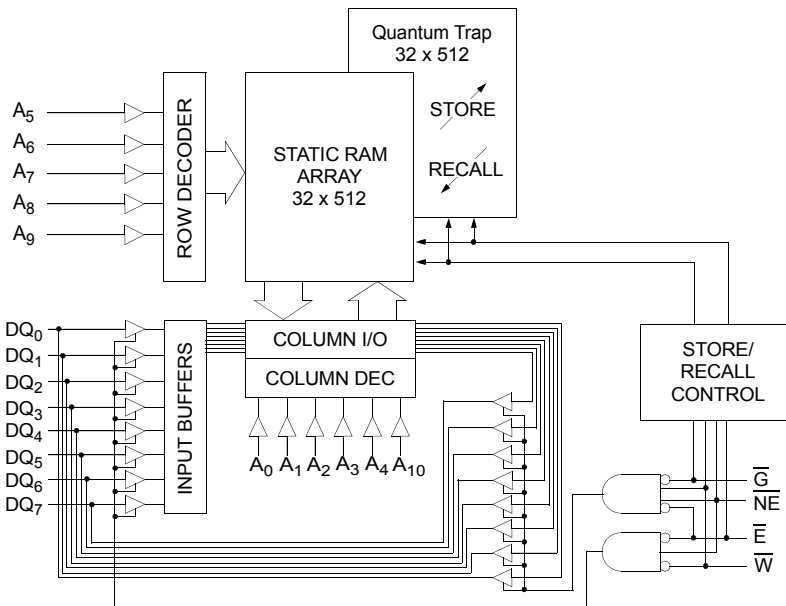 Quantum Trap
32 x 512
STORE
RECALL
A5
A6
A7
A8
A9
ROW DECODER
STATIC RAM
ARRAY
32 x 512
DQ0
DQ1
DQ2
DQ3
DQ4
DQ5
DQ6
DQ7
INPUT BUFFERS
COLUMN I/O
COLUMN DEC
A0 A1 A2 A3 A4 A10
STORE/
RECALL
CONTROL
G̅
N̅E̅
E̅
W̅